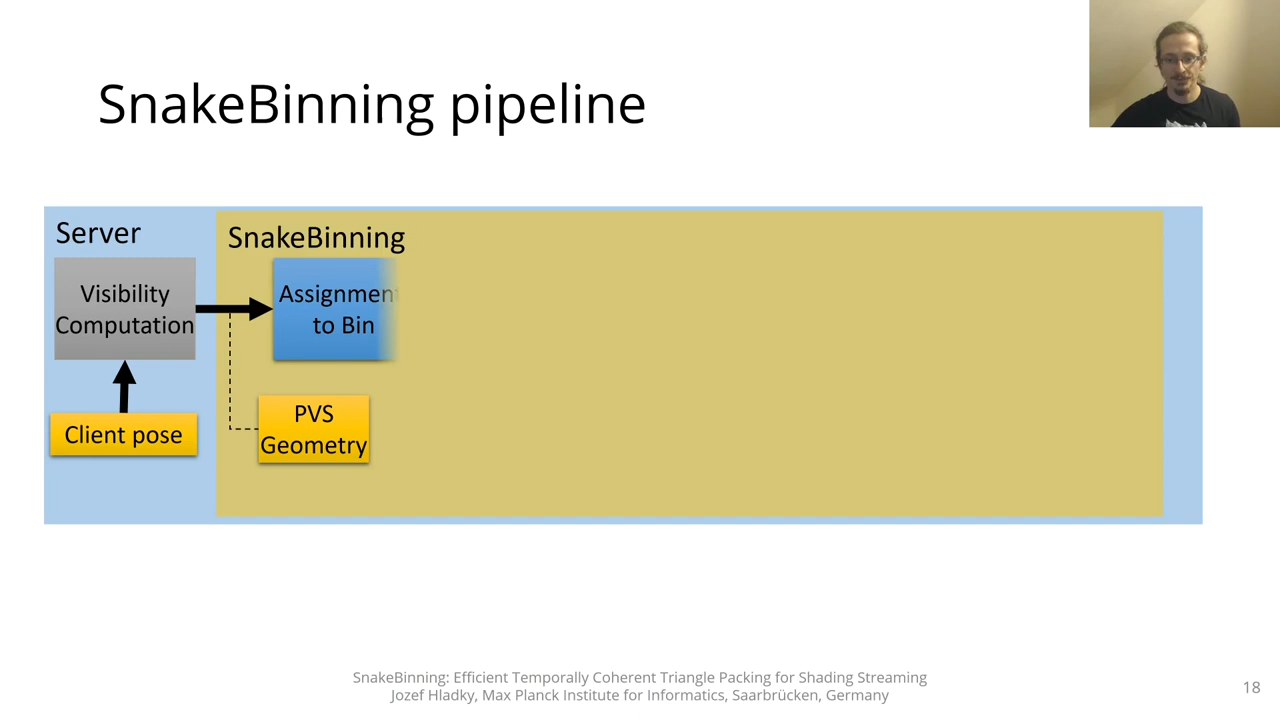 SnakeBinning pipeline
Server
SnakeBinning
Visibility
Computation
Assignment
to Bin
Client pose
PVS
Geometry
SnakeBinning: Efficient Temporally Coherent Triangle Packing for Shading Streaming
Jozef Hladky, Max Planck Institute for Informatics, Saarbrücken, Germany
18